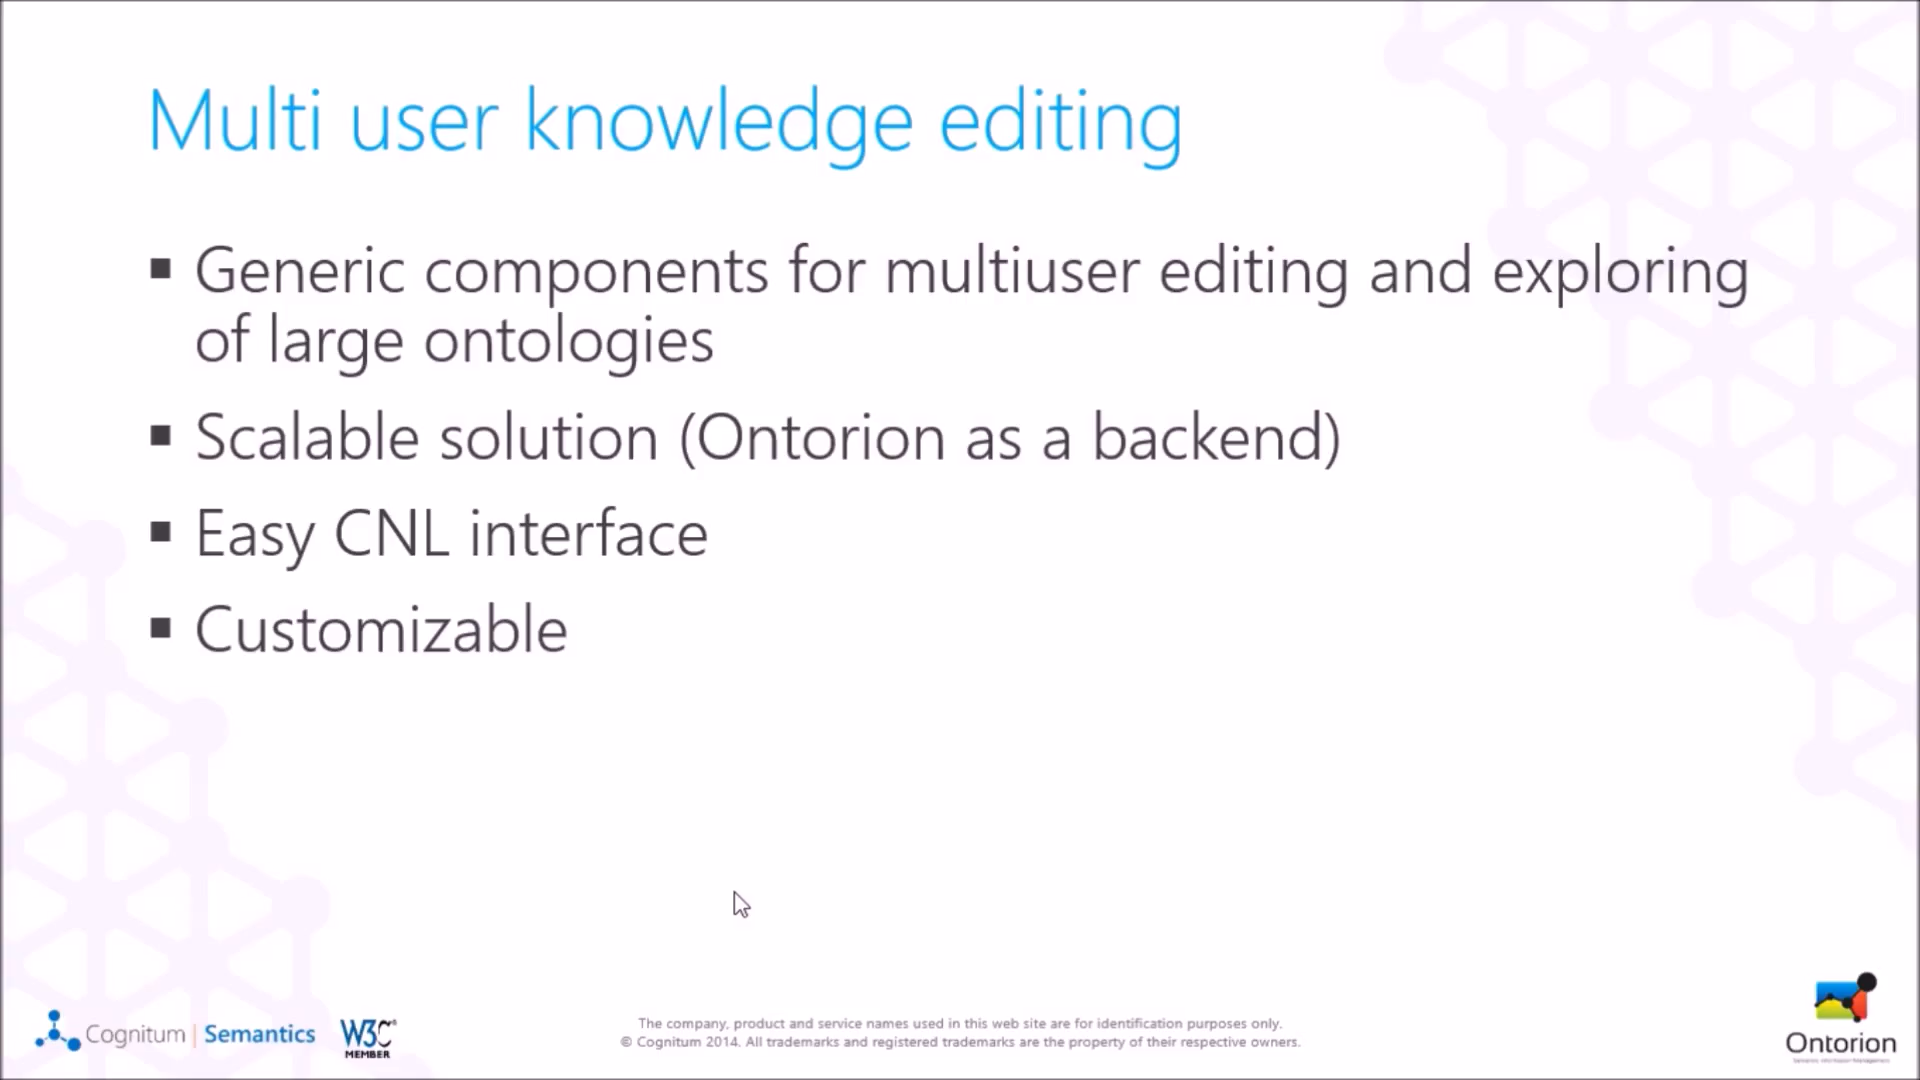 Multi user knowledge editing
▪ Generic components for multiuser editing and exploring
of large ontologies
▪ Scalable solution (Ontorion as a backend)
▪ Easy CNL interface
▪ Customizable
Cognitum | Semantics
W3C®
MEMBER
The company, product and service names used in this web site are for identification purposes only.
© Cognitum 2014. All trademarks and registered trademarks are the property of their respective owners.
Ontorion